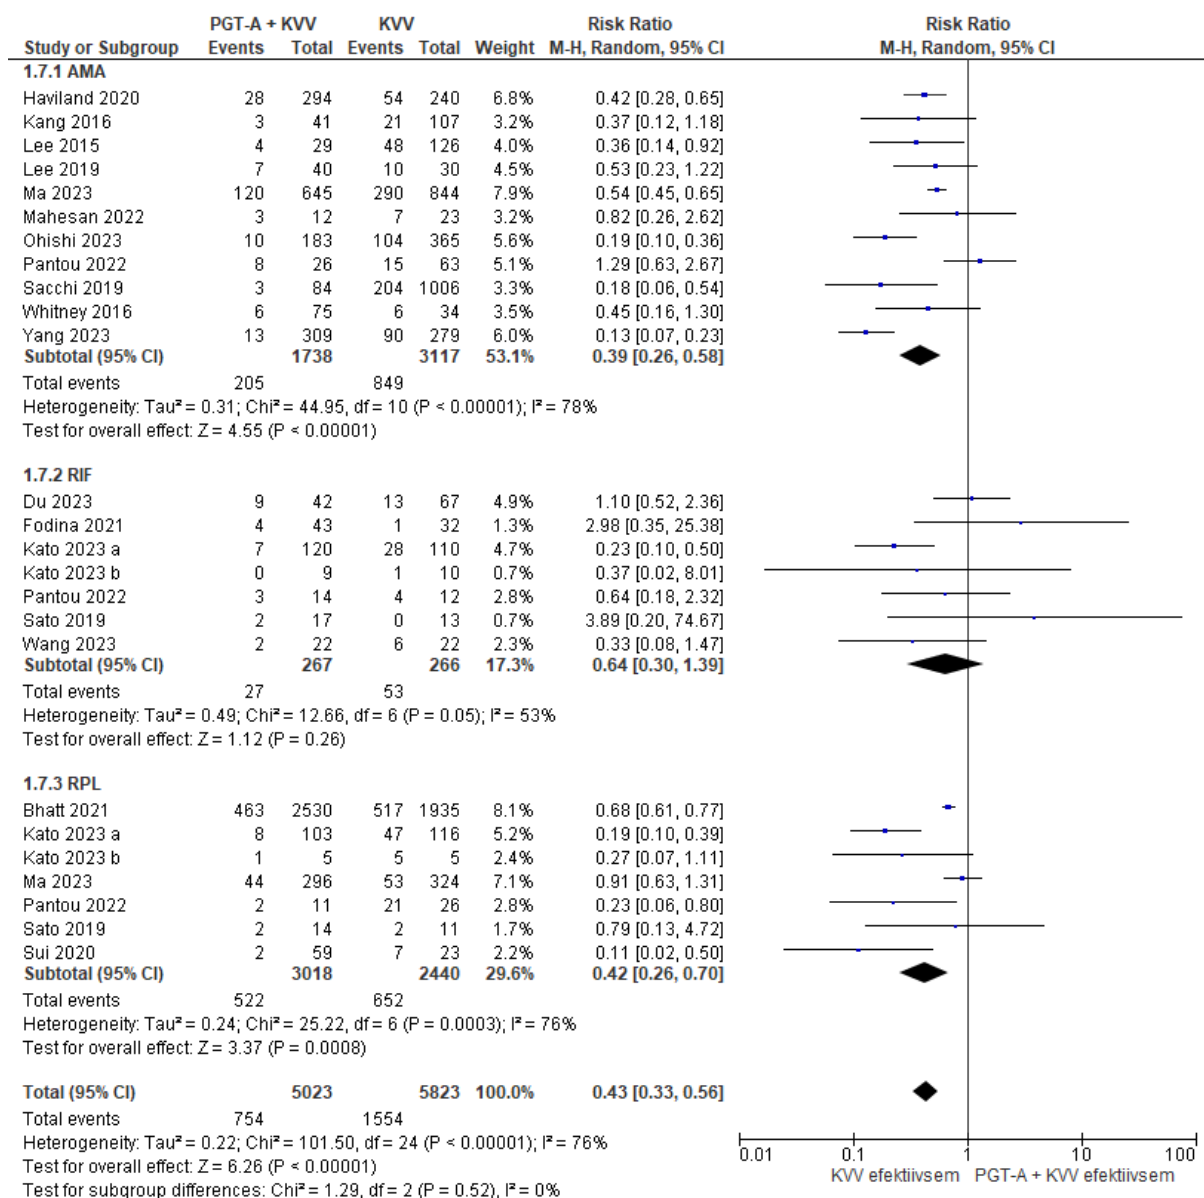 PGT-A + KVV KVV Risk Ratio Risk Ratio
Study or Subgroup Events Total Events Total Weight M-H, Random, 95% CI M-H, Random, 95% CI
1.7.1 AMA
Haviland 2020 28 294 54 240 6.8% 0.42 [0.28, 0.65]
Kang 2016 3 41 21 107 3.2% 0.37 [0.12, 1.18]
Lee 2015 4 29 48 126 4.0% 0.36 [0.14, 0.92]
Lee 2019 7 40 10 30 4.5% 0.53 [0.23, 1.22]
Ma 2023 120 645 290 844 7.9% 0.54 [0.45, 0.65]
Mahesan 2022 3 12 7 23 3.2% 0.82 [0.26, 2.62]
Ohishi 2023 10 183 104 365 5.6% 0.19 [0.10, 0.36]
Pantou 2022 8 26 15 63 5.1% 1.29 [0.63, 2.67]
Sacchi 2019 3 84 204 1006 3.3% 0.18 [0.06, 0.54]
Whitney 2016 6 75 6 34 3.5% 0.45 [0.16, 1.30]
Yang 2023 13 309 90 279 6.0% 0.13 [0.07, 0.23]
Subtotal (95% CI) 1738 3117 53.1% 0.39 [0.26, 0.58]
Total events 205 849
Heterogeneity: Tau² = 0.31; Chi² = 44.95, df = 10 (P < 0.00001); I² = 78%
Test for overall effect: Z = 4.55 (P < 0.00001)
1.7.2 RIF
Du 2023 9 42 13 67 4.9% 1.10 [0.52, 2.36]
Fodina 2021 4 43 1 32 1.3% 2.98 [0.35, 25.38]
Kato 2023 a 7 120 28 110 4.7% 0.23 [0.10, 0.50]
Kato 2023 b 0 9 1 10 0.7% 0.37 [0.02, 8.01]
Pantou 2022 3 14 4 12 2.8% 0.64 [0.18, 2.32]
Sato 2019 2 17 0 13 0.7% 3.89 [0.20, 74.67]
Wang 2023 2 22 6 22 2.3% 0.33 [0.08, 1.47]
Subtotal (95% CI) 267 266 17.3% 0.64 [0.30, 1.39]
Total events 27 53
Heterogeneity: Tau² = 0.49; Chi² = 12.66, df = 6 (P = 0.05); I² = 53%
Test for overall effect: Z = 1.12 (P = 0.26)
1.7.3 RPL
Bhatt 2021 463 2530 517 1935 8.1% 0.68 [0.61, 0.77]
Kato 2023 a 8 103 47 116 5.2% 0.19 [0.10, 0.39]
Kato 2023 b 1 5 5 5 2.4% 0.27 [0.07, 1.11]
Ma 2023 44 296 53 324 7.1% 0.91 [0.63, 1.31]
Pantou 2022 2 11 21 26 2.8% 0.23 [0.06, 0.80]
Sato 2019 2 14 2 11 1.7% 0.79 [0.13, 4.72]
Sui 2020 2 59 7 23 2.2% 0.11 [0.02, 0.50]
Subtotal (95% CI) 3018 2440 29.6% 0.42 [0.26, 0.70]
Total events 522 652
Heterogeneity: Tau² = 0.24; Chi² = 25.22, df = 6 (P = 0.0003); I² = 76%
Test for overall effect: Z = 3.37 (P = 0.0008)
Total (95% CI) 5023 5823 100.0% 0.43 [0.33, 0.56]
Total events 754 1554
Heterogeneity: Tau² = 0.22; Chi² = 101.50, df = 24 (P < 0.00001); I² = 76%
Test for overall effect: Z = 6.26 (P < 0.00001)
Test for subgroup differences: Chi² = 1.29, df = 2 (P = 0.52), I² = 0%
0.01 0.1 1 10 100
KVV efektiivsem PGT-A + KVV efektiivsem